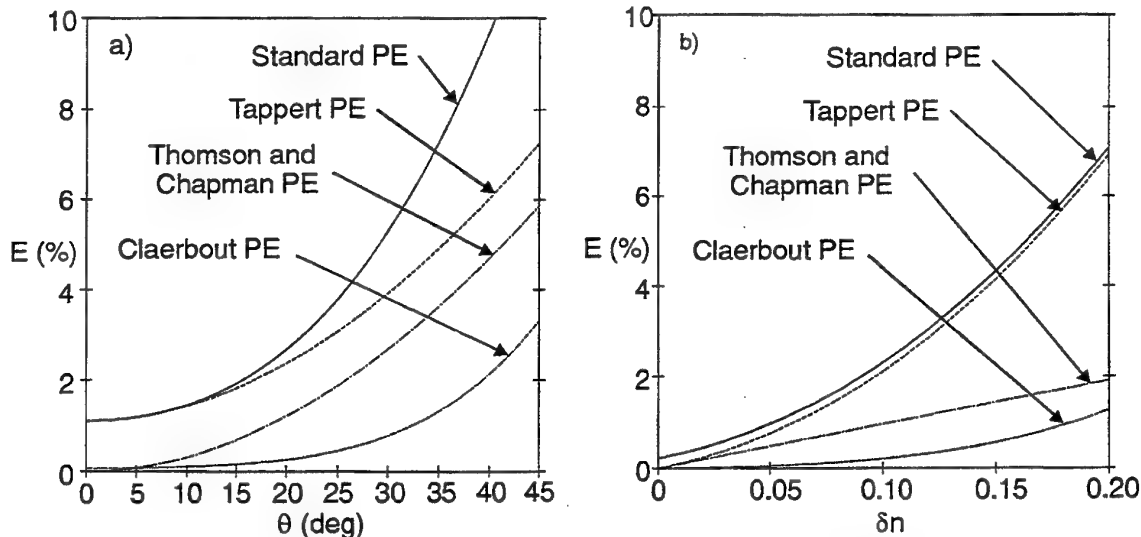 a)
Standard PE
Tappert PE
Thomson and
Chapman PE
Claerbout PE
E (%)
10
8
6
4
2
0
0 5 10 15 20 25 30 35 40 45
θ (deg)
b)
Standard PE
Tappert PE
Thomson and
Chapman PE
Claerbout PE
E (%)
10
8
6
4
2
0
0 0.05 0.10 0.15 0.20
δn